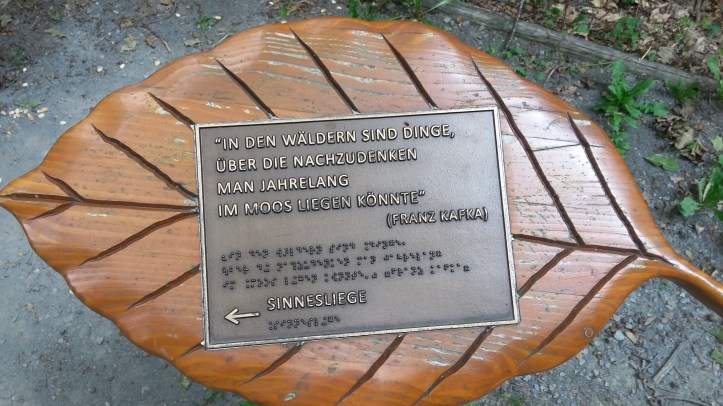 “IN DEN WÄLDERN SIND DINGE,
ÜBER DIE NACHZUDENKEN
MAN JAHRELANG
IM MOOS LIEGEN KÖNNTE”
(FRANZ KAFKA)
SINNESLIEGE